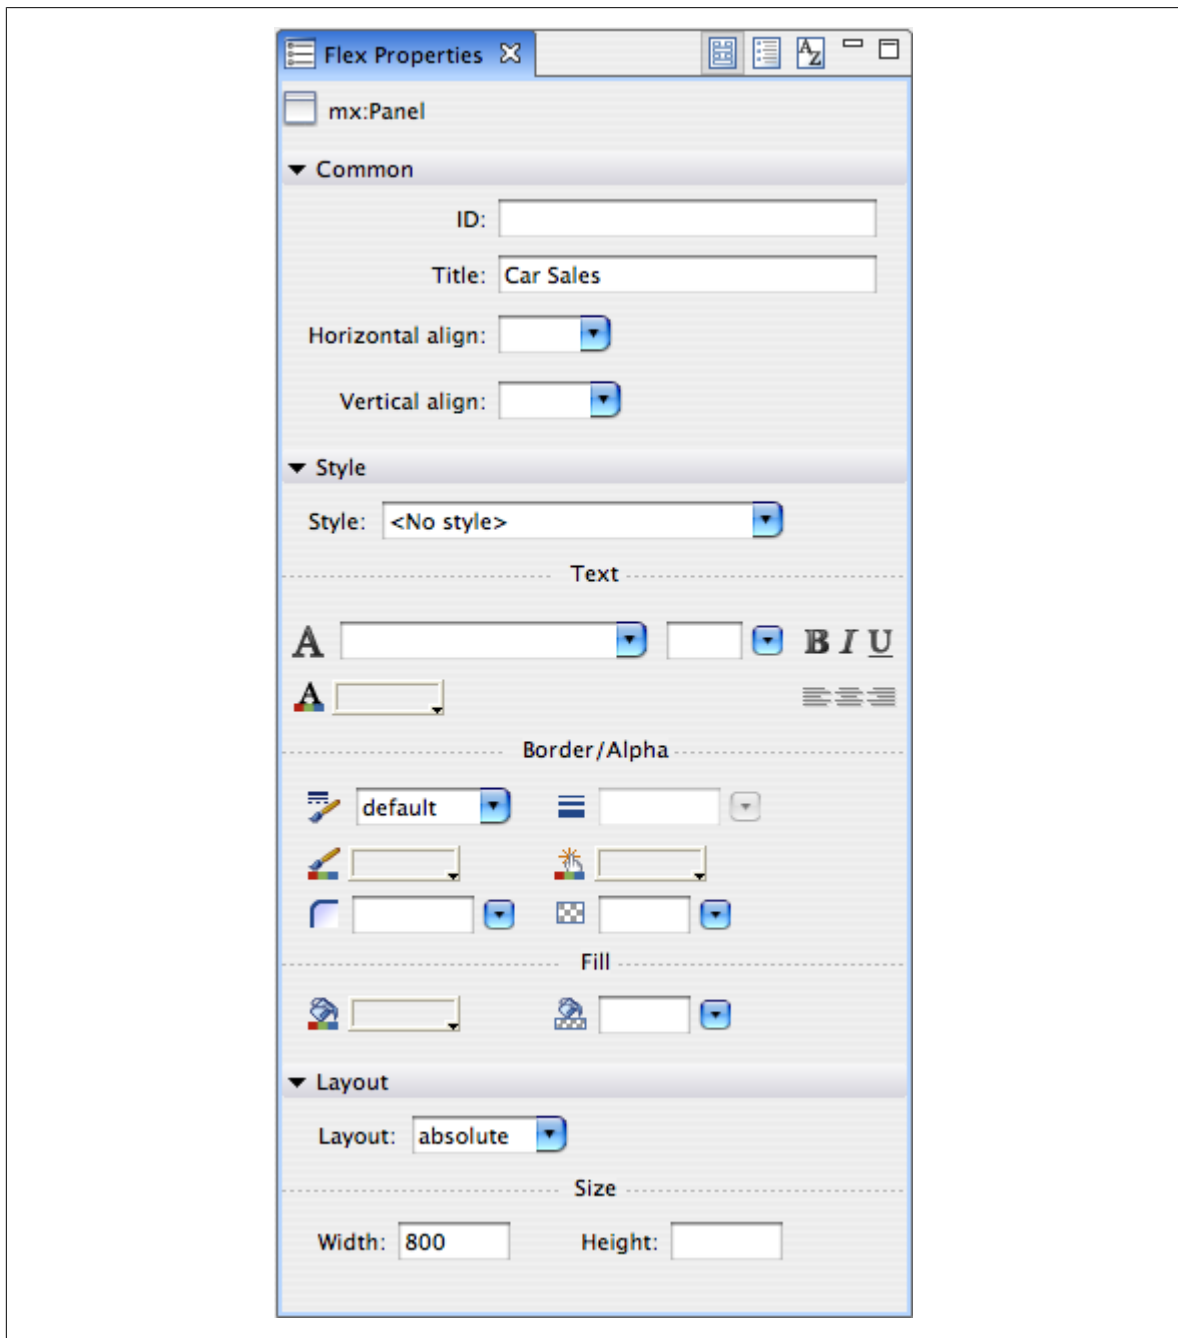 Flex Properties
mx:Panel
Common
ID:
Title: Car Sales
Horizontal align:
Vertical align:
Style
Style: <No style>
Text
A B I U
A
Border/Alpha
default
Fill
Layout
Layout: absolute
Size
Width: 800 Height: